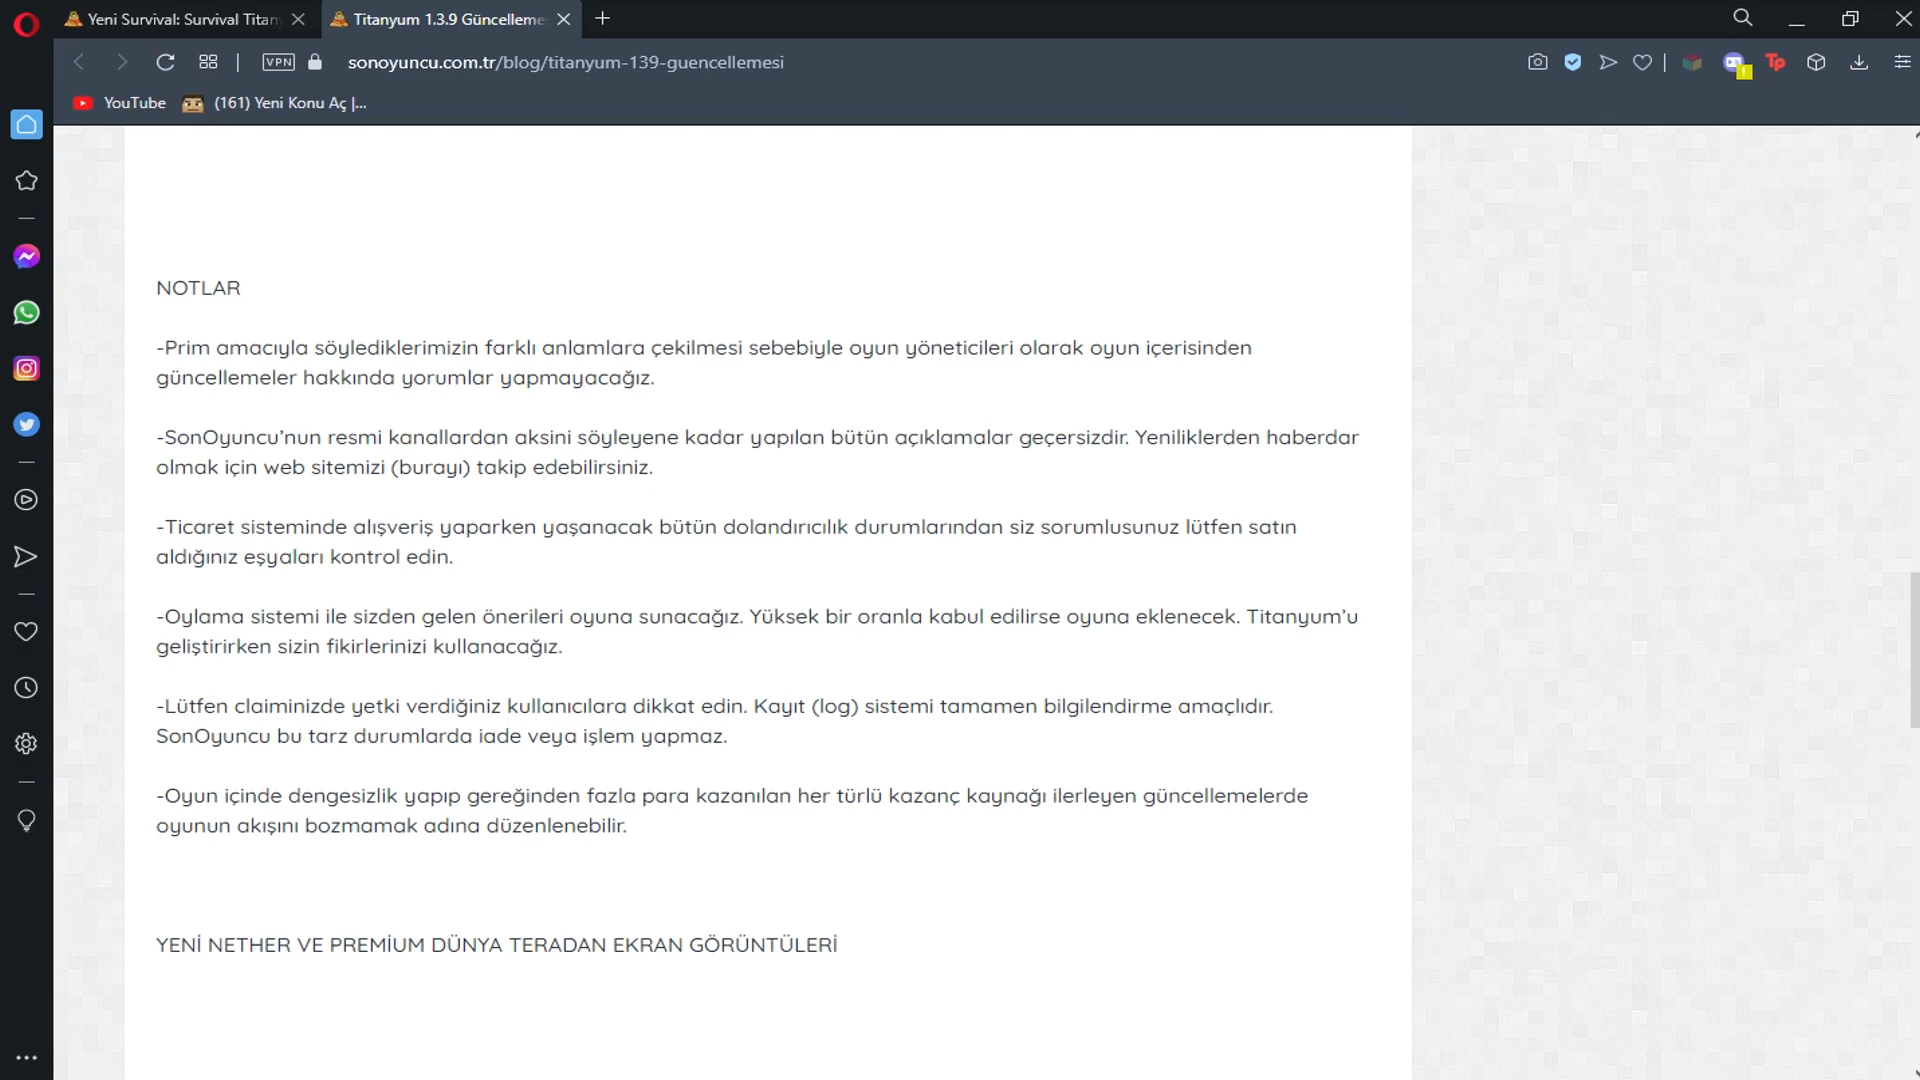 Yeni Survival: Survival Titan
Titanyum 1.3.9 Güncelleme
VPN
sonoyuncu.com.tr/blog/titanyum-139-guencellemesi
Tp
YouTube
(161) Yeni Konu Aç |...
NOTLAR
-Prim amacıyla söylediklerimizin farklı anlamlara çekilmesi sebebiyle oyun yöneticileri olarak oyun içerisinden
güncellemeler hakkında yorumlar yapmayacağız.
-SonOyuncu’nun resmi kanallardan aksini söyleyene kadar yapılan bütün açıklamalar geçersizdir. Yeniliklerden haberdar
olmak için web sitemizi (burayı) takip edebilirsiniz.
-Ticaret sisteminde alışveriş yaparken yaşanacak bütün dolandırıcılık durumlarından siz sorumlusunuz lütfen satın
aldığınız eşyaları kontrol edin.
-Oylama sistemi ile sizden gelen önerileri oyuna sunacağız. Yüksek bir oranla kabul edilirse oyuna eklenecek. Titanyum’u
geliştirirken sizin fikirlerinizi kullanacağız.
-Lütfen claiminizde yetki verdiğiniz kullanıcılara dikkat edin. Kayıt (log) sistemi tamamen bilgilendirme amaçlıdır.
SonOyuncu bu tarz durumlarda iade veya işlem yapmaz.
-Oyun içinde dengesizlik yapıp gereğinden fazla para kazanılan her türlü kazanç kaynağı ilerleyen güncellemelerde
oyunun akışını bozmamak adına düzenlenebilir.
YENİ NETHER VE PREMİUM DÜNYA TERADAN EKRAN GÖRÜNTÜLERİ